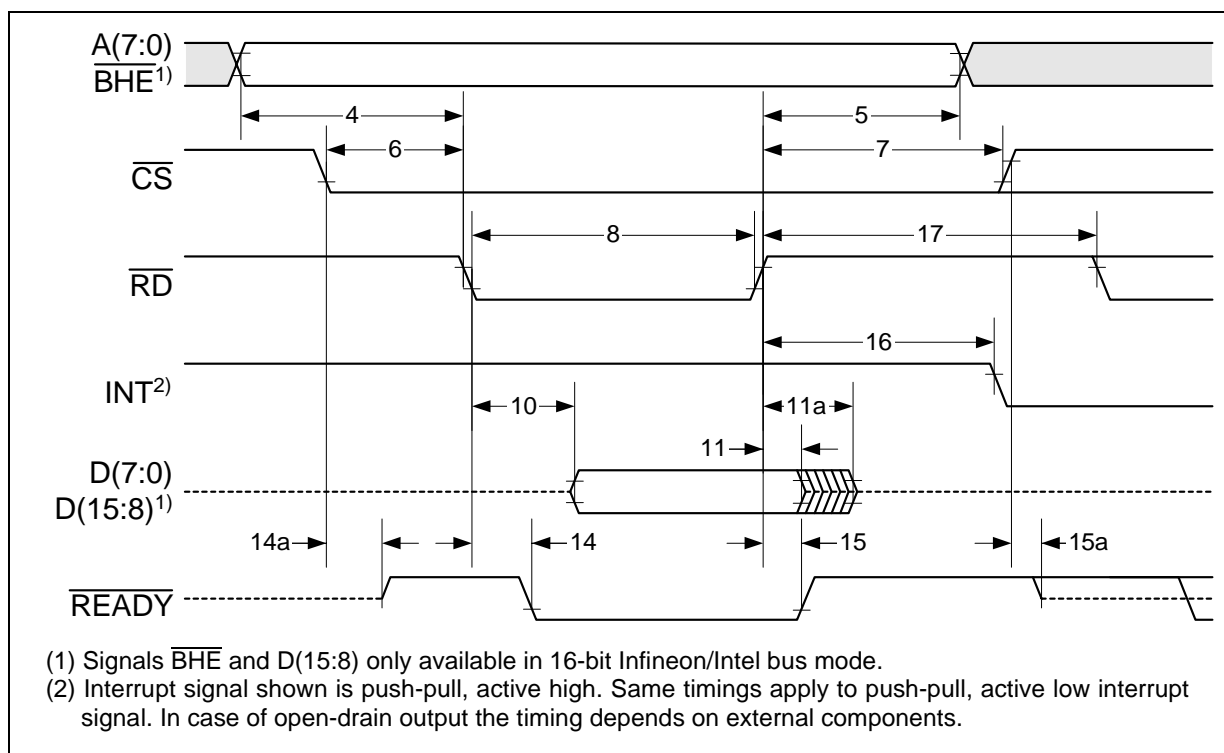 A(7:0)
BHE1)
4
5
6
7
CS
8
17
RD
16
INT2)
10
11a
11
D(7:0)
D(15:8)1)
14a
14
15
15a
READY
(1) Signals BHE and D(15:8) only available in 16-bit Infineon/Intel bus mode.
(2) Interrupt signal shown is push-pull, active high. Same timings apply to push-pull, active low interrupt
signal. In case of open-drain output the timing depends on external components.